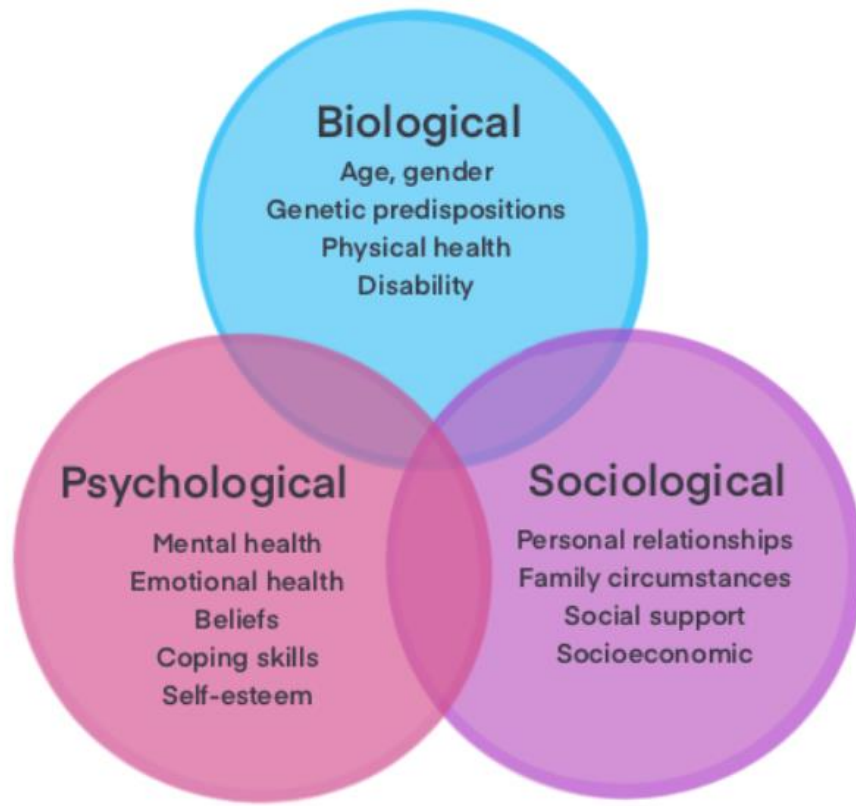 Biological
Age, gender
Genetic predispositions
Physical health
Disability
Psychological
Mental health
Emotional health
Beliefs
Coping skills
Self-esteem
Sociological
Personal relationships
Family circumstances
Social support
Socioeconomic